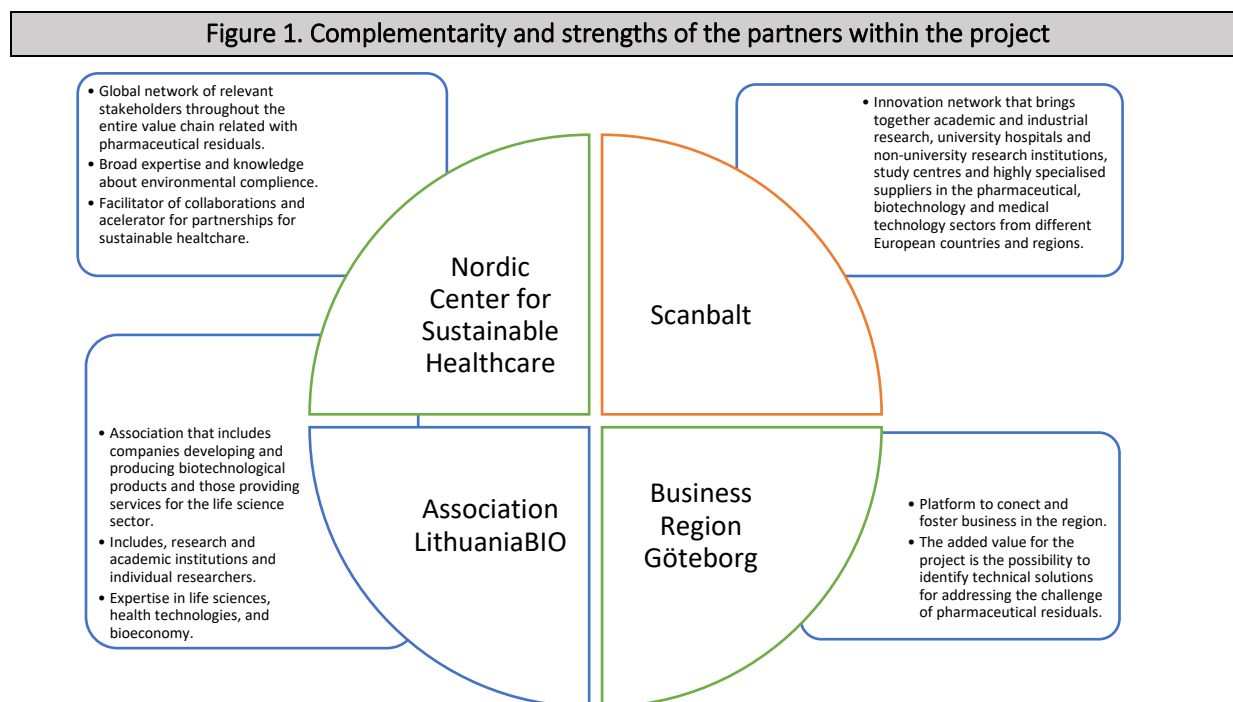 Figure 1. Complementarity and strengths of the partners within the project
• Global network of relevant
stakeholders throughout the
entire value chain related with
pharmaceutical residuals.
• Broad expertise and knowledge
about environmental complience.
• Facilitator of collaborations and
acelerator for partnerships for
sustainable healtchare.
Nordic
Center for
Sustainable
Healthcare
Scanbalt
• Innovation network that brings
together academic and industrial
research, university hospitals and
non-university research institutions,
study centres and highly specialised
suppliers in the pharmaceutical,
biotechnology and medical
technology sectors from different
European countries and regions.
• Association that includes
companies developing and
producing biotechnological
products and those providing
services for the life science
sector.
• Includes, research and
academic institutions and
individual researchers.
• Expertise in life sciences,
health technologies, and
bioeconomy.
Association
LithuaniaBIO
Business
Region
Göteborg
• Platform to conect and
foster business in the region.
• The added value for the
project is the possibility to
identify technical solutions
for addressing the challenge
of pharmaceutical residuals.